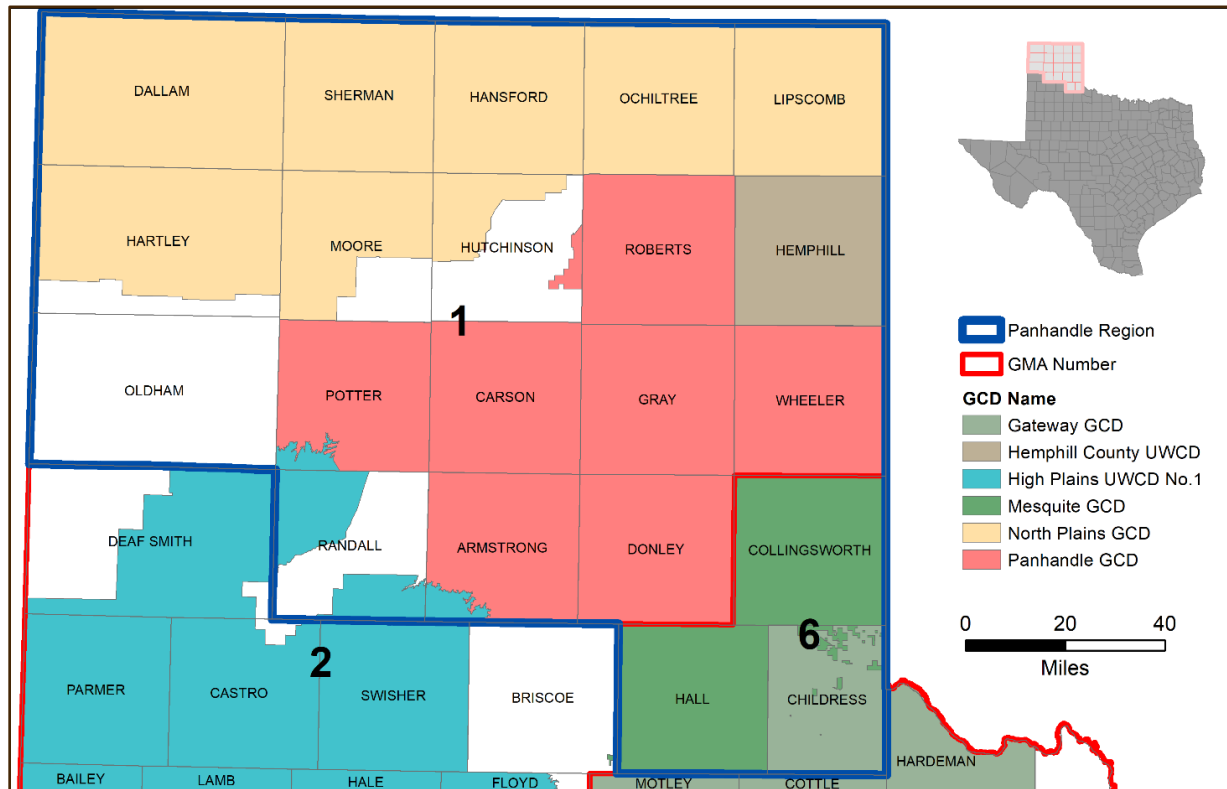 DALLAM
SHERMAN
HANSFORD
OCHILTREE
LIPSCOMB
HARTLEY
MOORE
HUTCHINSON
ROBERTS
HEMPHILL
1
OLDHAM
POTTER
CARSON
GRAY
WHEELER
DEAF SMITH
RANDALL
ARMSTRONG
DONLEY
COLLINGSWORTH
6
2
PARMER
CASTRO
SWISHER
BRISCOE
HALL
CHILDRESS
HARDEMAN
BAILEY
LAMB
HALE
FLOYD
MOTLEY
COTTLE
Panhandle Region
GMA Number
GCD Name
Gateway GCD
Hemphill County UWCD
High Plains UWCD No.1
Mesquite GCD
North Plains GCD
Panhandle GCD
0 20 40
Miles